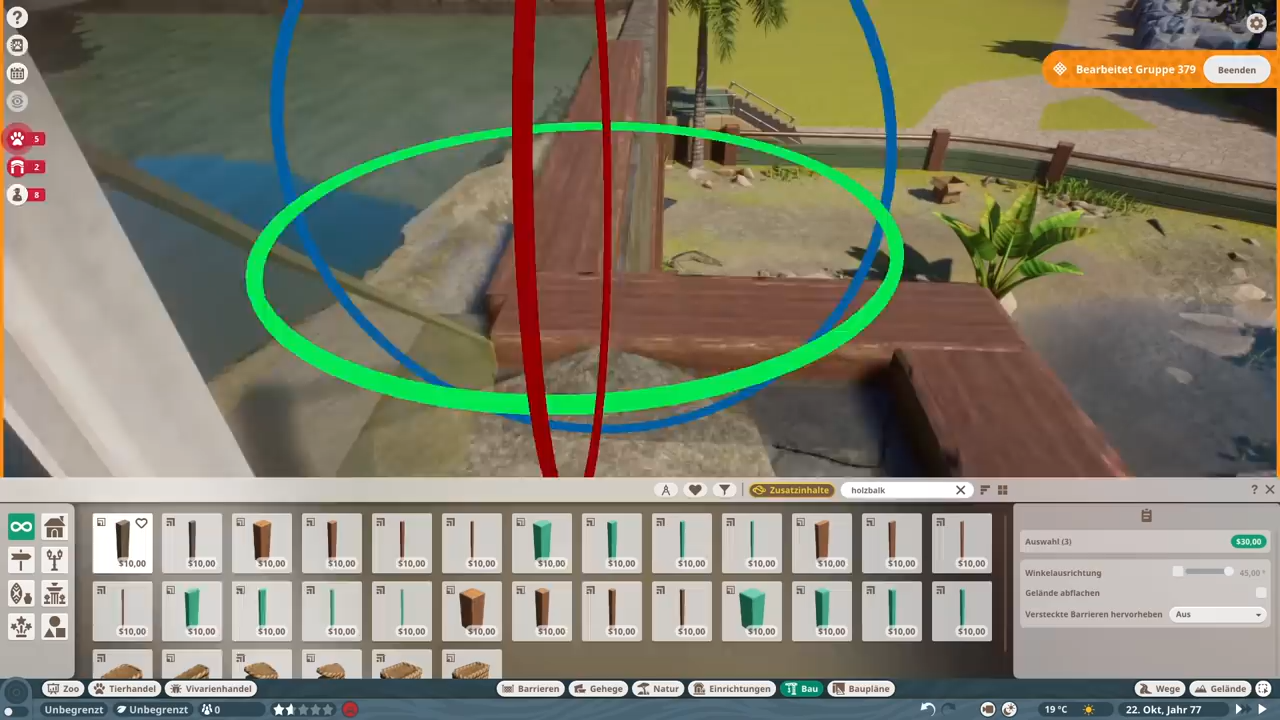 ?
5
2
8
Bearbeitet Gruppe 379
Beenden
Zusatzinhalte
holzbalk
?
$10,00 $10,00 $10,00 $10,00 $10,00 $10,00 $10,00 $10,00 $10,00 $10,00 $10,00 $10,00 $10,00
$10,00 $10,00 $10,00 $10,00 $10,00 $10,00 $10,00 $10,00 $10,00 $10,00 $10,00 $10,00 $10,00
Auswahl (3)
$30,00
Winkelausrichtung
45,00 °
Gelände abflachen
Versteckte Barrieren hervorheben
Aus
Zoo Tierhandel Vivarienhandel Barrieren Gehege Natur Einrichtungen Bau Baupläne Wege Gelände
Unbegrenzt Unbegrenzt 0 19 °C 22. Okt, Jahr 77